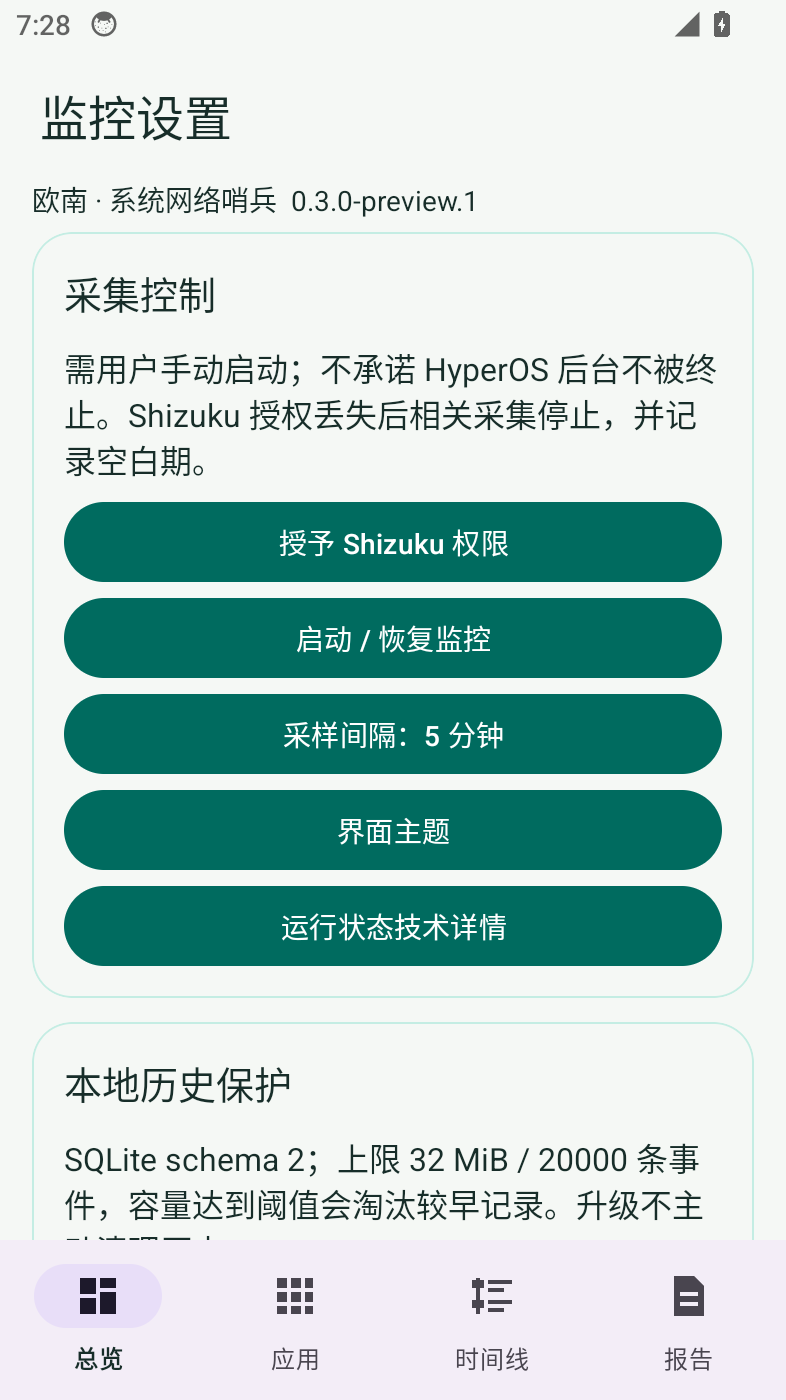 7:28
监控设置
欧南 · 系统网络哨兵 0.3.0-preview.1
采集控制
需用户手动启动；不承诺 HyperOS 后台不被终
止。Shizuku 授权丢失后相关采集停止，并记
录空白期。
授予 Shizuku 权限
启动 / 恢复监控
采样间隔：5 分钟
界面主题
运行状态技术详情
本地历史保护
SQLite schema 2；上限 32 MiB / 20000 条事
件，容量达到阈值会淘汰较早记录。升级不主
总览
应用
时间线
报告